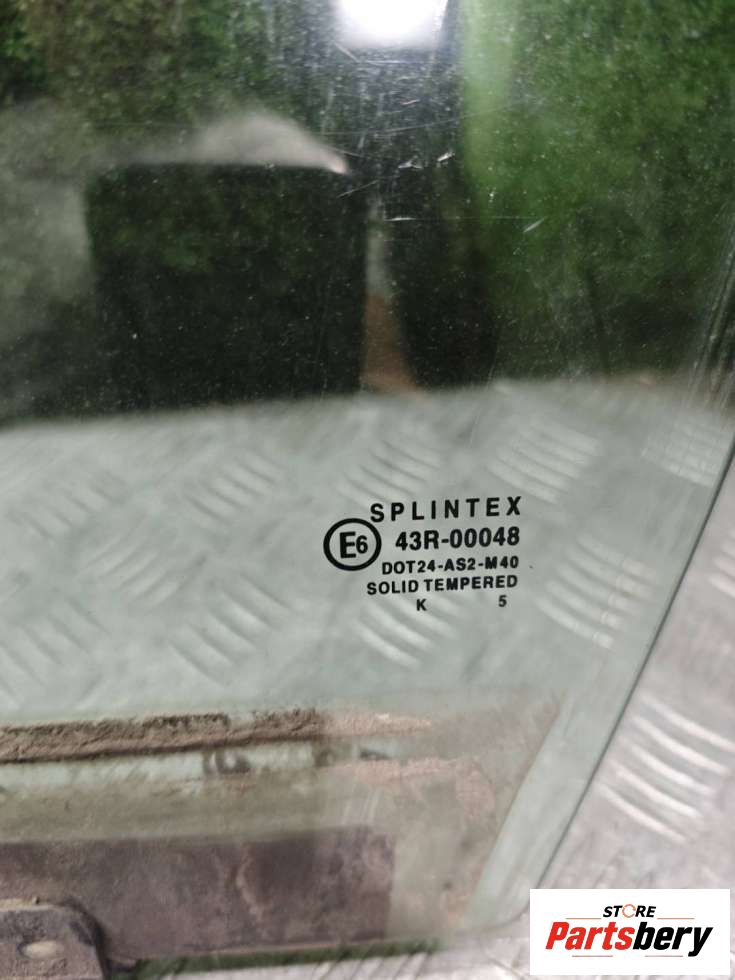 SPLINTEX
E6 43R-00048
DOT24-AS2-M40
SOLID TEMPERED
K 5
STORE
Partsbery